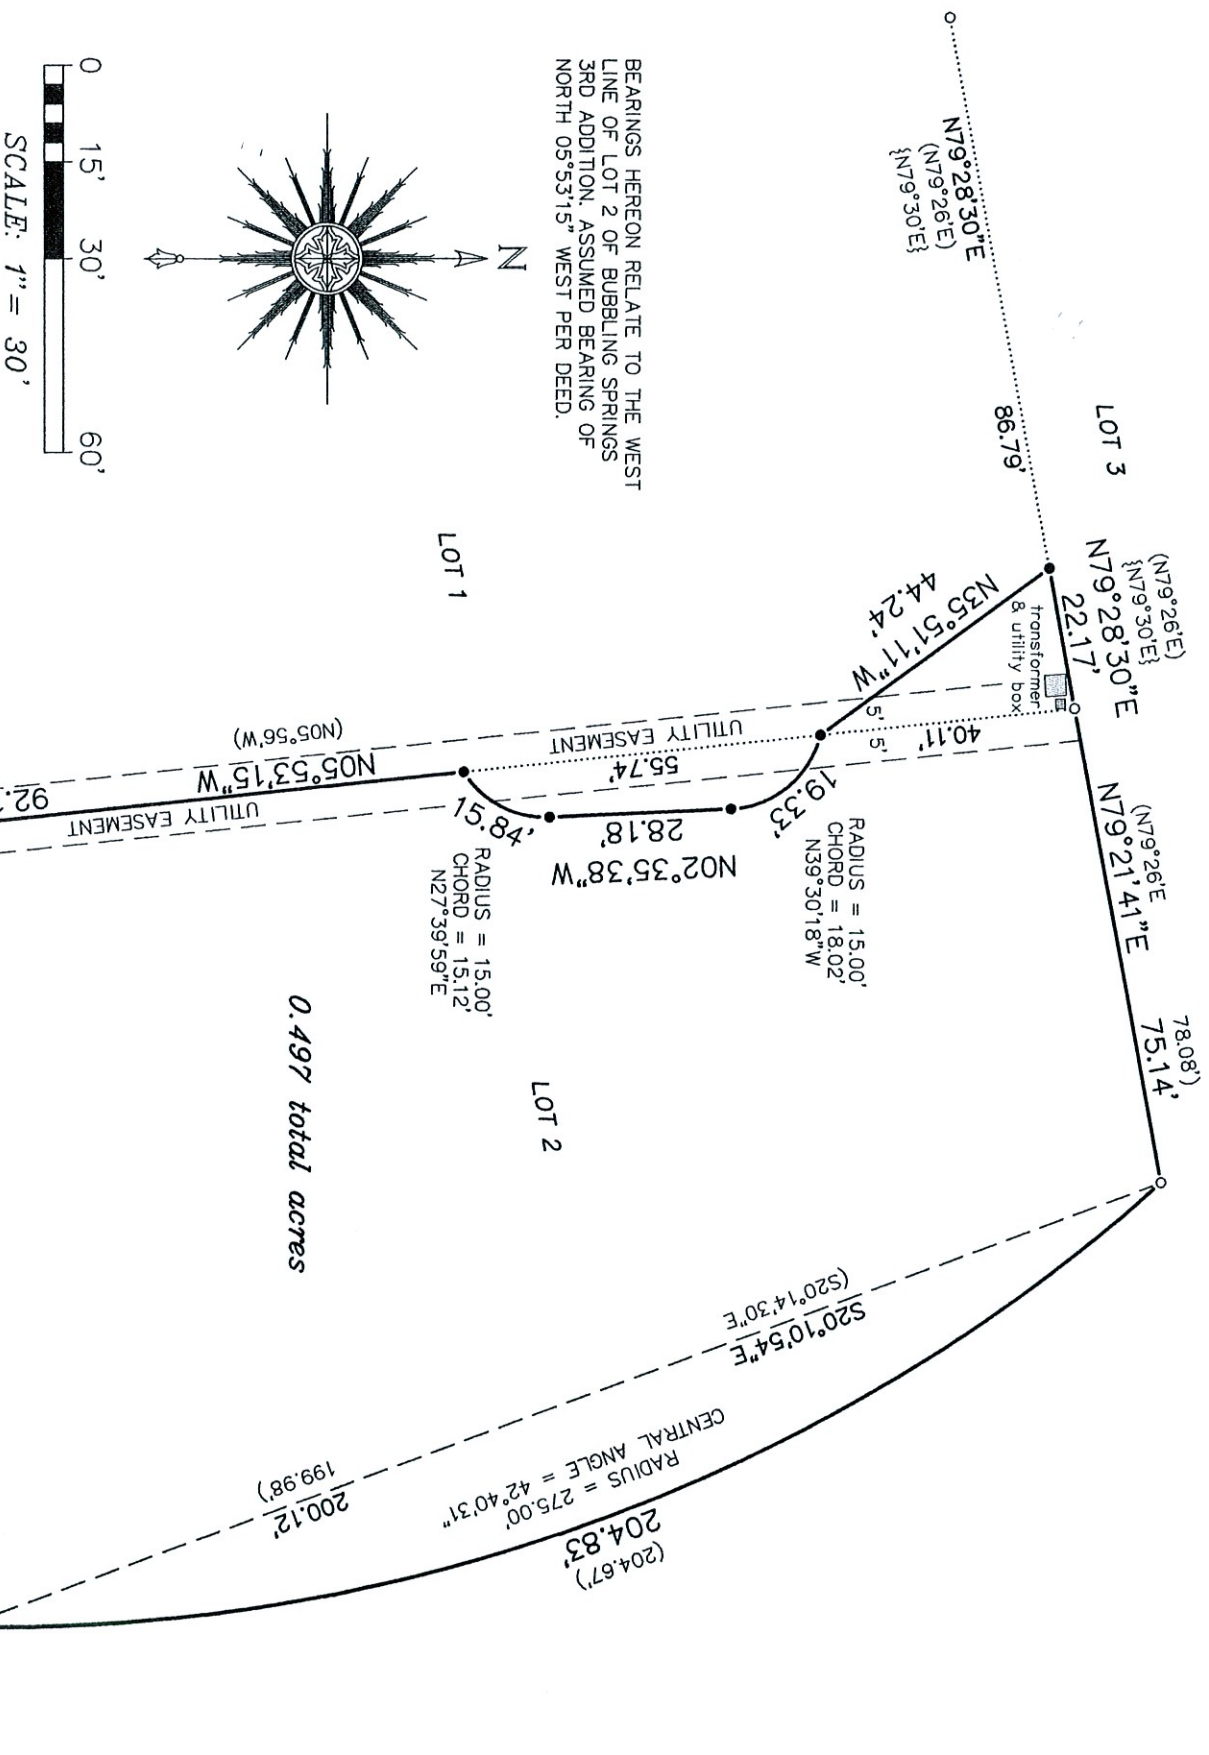 N79°28'30"E
(N79°26'E)
{N79°30'E}
86.79'
LOT 3
(N79°26'E)
{N79°30'E}
N79°28'30"E
22.17'
transformer
& utility box
(N79°26'E
N79°21'41"E
78.08')
75.14'
BEARINGS HEREON RELATE TO THE WEST
LINE OF LOT 2 OF BUBBLING SPRINGS
3RD ADDITION. ASSUMED BEARING OF
NORTH 05°53'15" WEST PER DEED.
N
0
15'
30'
60'
SCALE: 1"= 30'
LOT 1
N35°51'11"W
44.24'
5'
5'
40.11'
UTILITY EASEMENT
55.74'
19.33'
RADIUS = 15.00'
CHORD = 18.02'
N39°30'18"W
28.18'
N02°35'38"W
15.84'
RADIUS = 15.00'
CHORD = 15.12'
N27°39'59"E
(N05°56'W)
N05°53'15"W
UTILITY EASEMENT
LOT 2
0.497 total acres
(S20°14'30"E
S20°10'54"E
199.98')
200.12'
CENTRAL ANGLE = 42°40'31"
RADIUS = 275.00'
204.83'
(204.67')